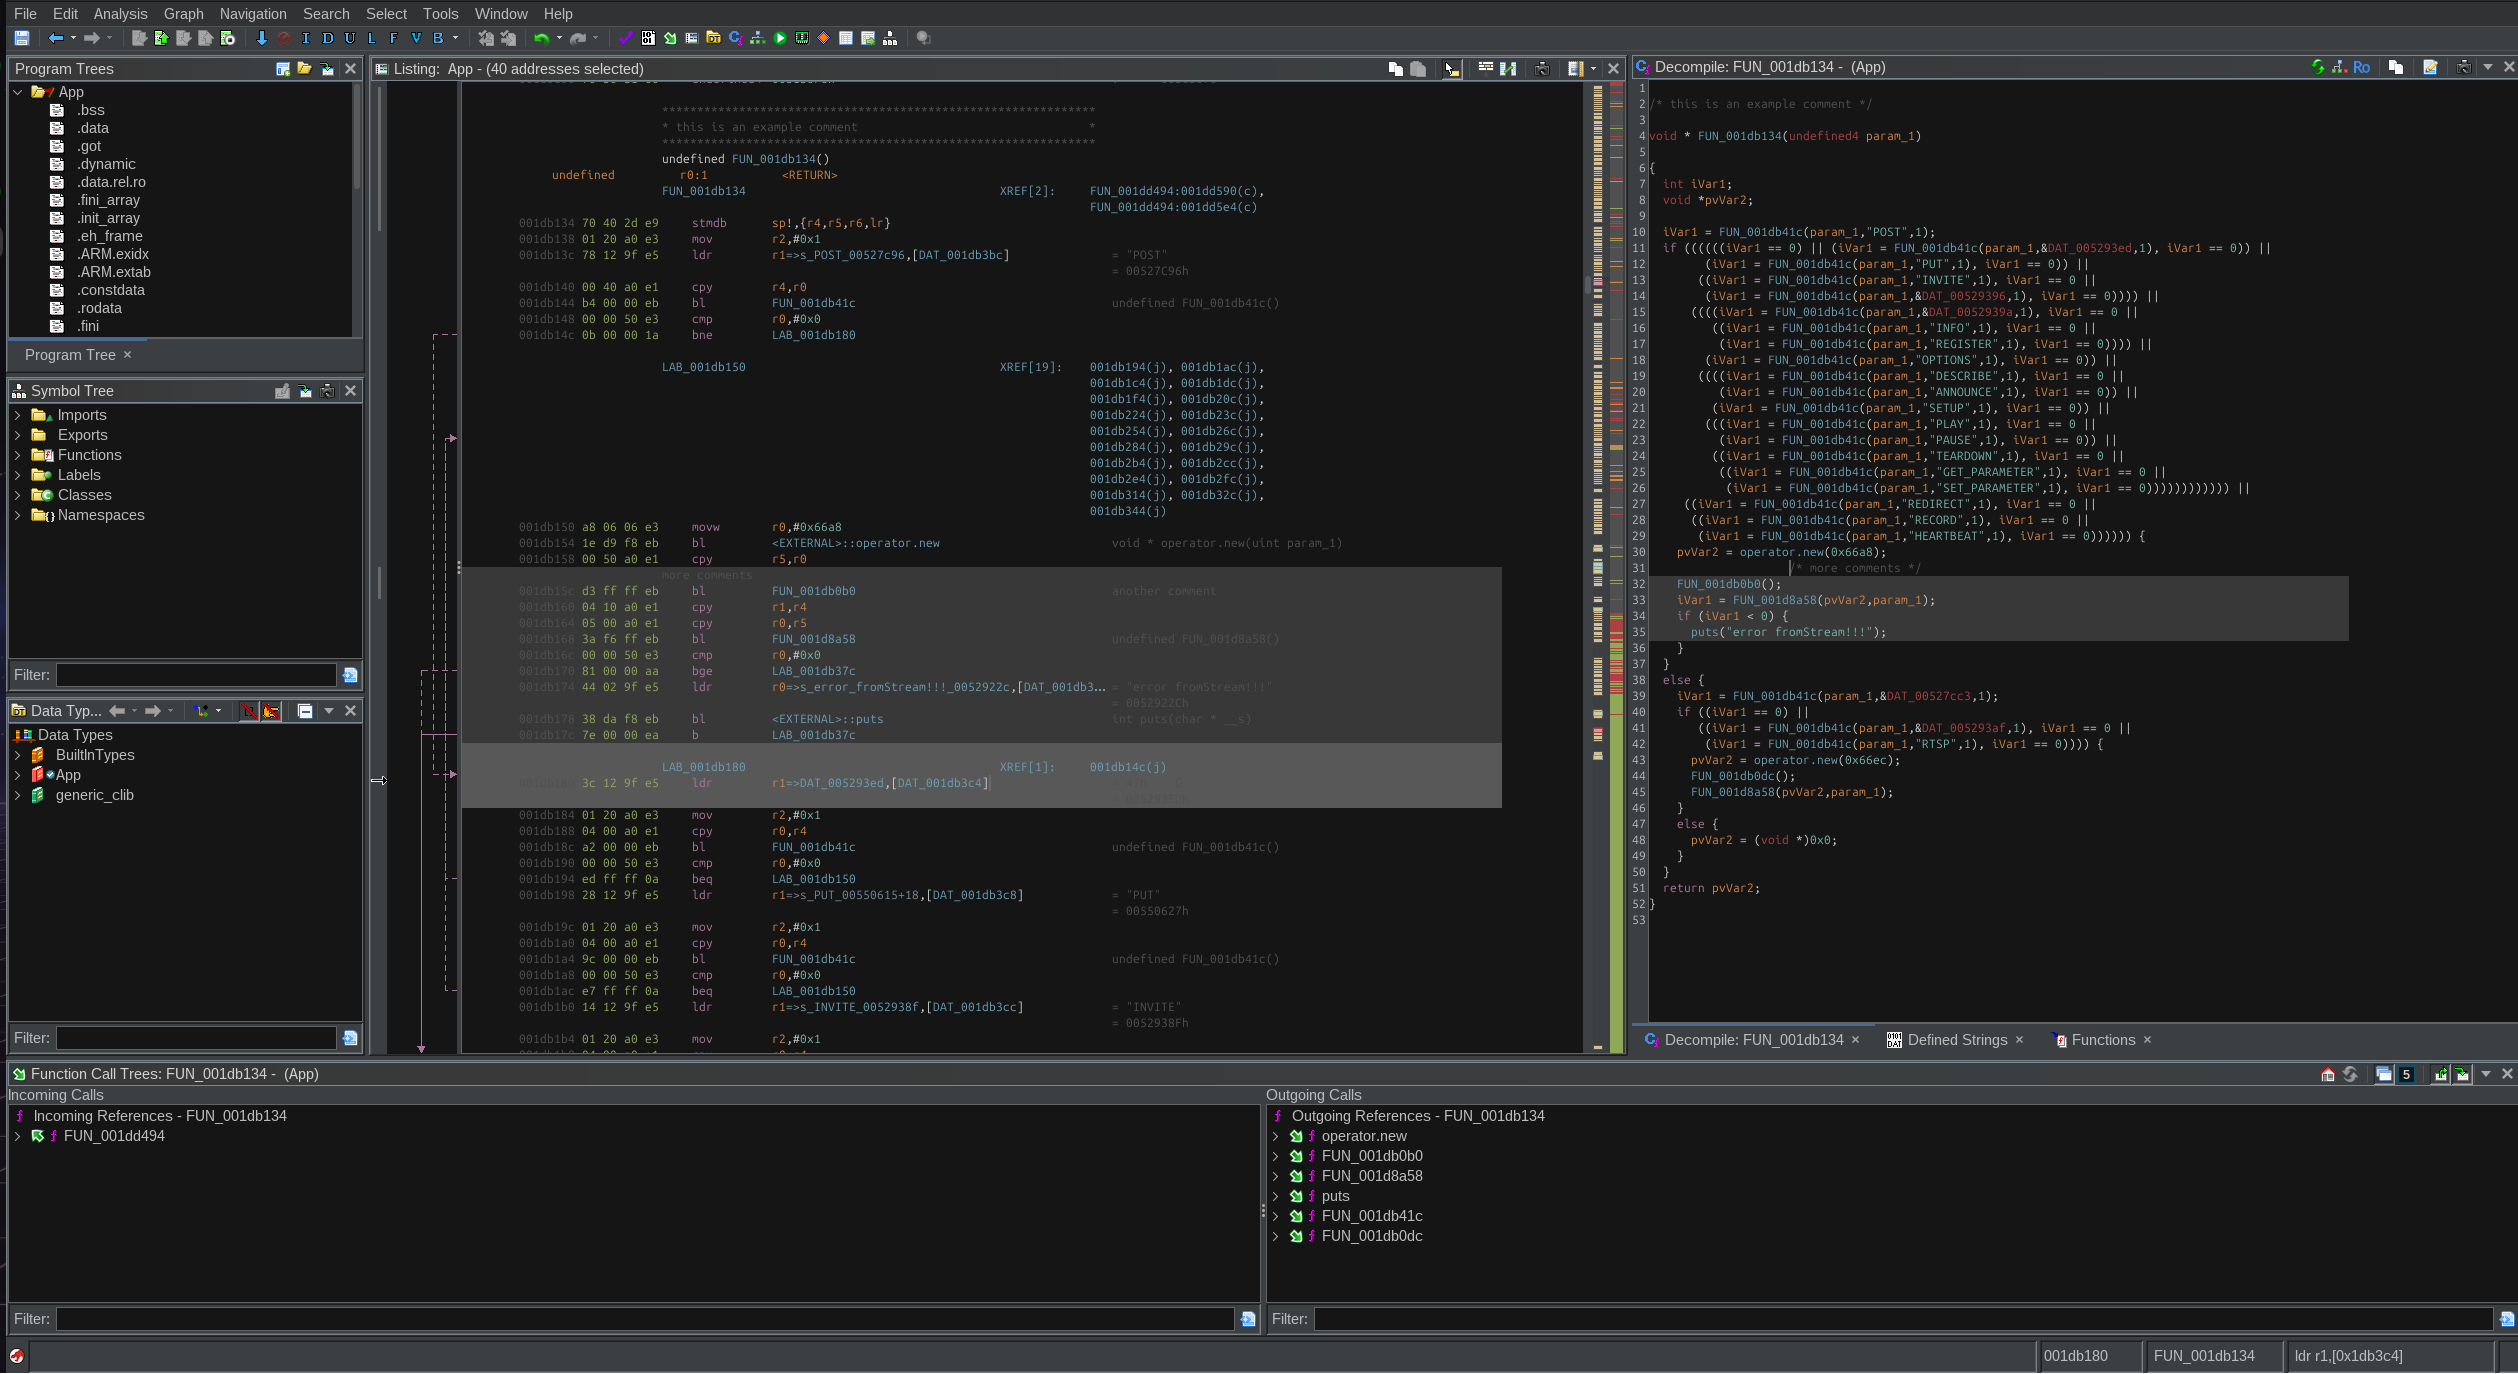 File Edit Analysis Graph Navigation Search Select Tools Window Help
I D U L F V B
Program Trees
App
.bss
.data
.got
.dynamic
.data.rel.ro
.fini_array
.init_array
.eh_frame
.ARM.exidx
.ARM.extab
.constdata
.rodata
.fini
Program Tree ×
Symbol Tree
Imports
Exports
Functions
Labels
Classes
Namespaces
Filter:
Data Typ...
Data Types
BuiltInTypes
App
generic_clib
Filter:
Listing: App - (40 addresses selected)
**************************************************************
* this is an example comment *
**************************************************************
undefined FUN_001db134()
undefined r0:1 <RETURN>
FUN_001db134 XREF[2]: FUN_001dd494:001dd590(c),
FUN_001dd494:001dd5e4(c)
001db134 70 40 2d e9 stmdb sp!,{r4,r5,r6,lr}
001db138 01 20 a0 e3 mov r2,#0x1
001db13c 78 12 9f e5 ldr r1=>s_POST_00527c96,[DAT_001db3bc] = "POST"
= 00527C96h
001db140 00 40 a0 e1 cpy r4,r0
001db144 b4 00 00 eb bl FUN_001db41c undefined FUN_001db41c()
001db148 00 00 50 e3 cmp r0,#0x0
001db14c 0b 00 00 1a bne LAB_001db180
LAB_001db150 XREF[19]: 001db194(j), 001db1ac(j),
001db1c4(j), 001db1dc(j),
001db1f4(j), 001db20c(j),
001db224(j), 001db23c(j),
001db254(j), 001db26c(j),
001db284(j), 001db29c(j),
001db2b4(j), 001db2cc(j),
001db2e4(j), 001db2fc(j),
001db314(j), 001db32c(j),
001db344(j)
001db150 a8 06 06 e3 movw r0,#0x66a8
001db154 1e d9 f8 eb bl <EXTERNAL>::operator.new void * operator.new(uint param_1)
001db158 00 50 a0 e1 cpy r5,r0
more comments
001db15c d3 ff ff eb bl FUN_001db0b0 another comment
001db160 04 10 a0 e1 cpy r1,r4
001db164 05 00 a0 e1 cpy r0,r5
001db168 3a f6 ff eb bl FUN_001d8a58 undefined FUN_001d8a58()
001db16c 00 00 50 e3 cmp r0,#0x0
001db170 81 00 00 aa bge LAB_001db37c
001db174 44 02 9f e5 ldr r0=>s_error_fromStream!!!_0052922c,[DAT_001db3... = "error fromStream!!!"
= 0052922Ch
001db178 38 da f8 eb bl <EXTERNAL>::puts int puts(char * __s)
001db17c 7e 00 00 ea b LAB_001db37c
LAB_001db180 XREF[1]: 001db14c(j)
3c 12 9f e5 ldr r1=>DAT_005293ed,[DAT_001db3c4]
001db184 01 20 a0 e3 mov r2,#0x1
001db188 04 00 a0 e1 cpy r0,r4
001db18c a2 00 00 eb bl FUN_001db41c undefined FUN_001db41c()
001db190 00 00 50 e3 cmp r0,#0x0
001db194 ed ff ff 0a beq LAB_001db150
001db198 28 12 9f e5 ldr r1=>s_PUT_00550615+18,[DAT_001db3c8] = "PUT"
= 00550627h
001db19c 01 20 a0 e3 mov r2,#0x1
001db1a0 04 00 a0 e1 cpy r0,r4
001db1a4 9c 00 00 eb bl FUN_001db41c undefined FUN_001db41c()
001db1a8 00 00 50 e3 cmp r0,#0x0
001db1ac e7 ff ff 0a beq LAB_001db150
001db1b0 14 12 9f e5 ldr r1=>s_INVITE_0052938f,[DAT_001db3cc] = "INVITE"
= 0052938Fh
001db1b4 01 20 a0 e3 mov r2,#0x1
Decompile: FUN_001db134 - (App)
Ro
1
2 /* this is an example comment */
3
4 void * FUN_001db134(undefined4 param_1)
5
6 {
7 int iVar1;
8 void *pvVar2;
9
10 iVar1 = FUN_001db41c(param_1,"POST",1);
11 if ((((((iVar1 == 0) || (iVar1 = FUN_001db41c(param_1,&DAT_005293ed,1), iVar1 == 0)) ||
12 (iVar1 = FUN_001db41c(param_1,"PUT",1), iVar1 == 0)) ||
13 ((iVar1 = FUN_001db41c(param_1,"INVITE",1), iVar1 == 0 ||
14 (iVar1 = FUN_001db41c(param_1,&DAT_00529396,1), iVar1 == 0)))) ||
15 ((((iVar1 = FUN_001db41c(param_1,&DAT_0052939a,1), iVar1 == 0 ||
16 ((iVar1 = FUN_001db41c(param_1,"INFO",1), iVar1 == 0 ||
17 (iVar1 = FUN_001db41c(param_1,"REGISTER",1), iVar1 == 0)))) ||
18 (iVar1 = FUN_001db41c(param_1,"OPTIONS",1), iVar1 == 0)) ||
19 ((((iVar1 = FUN_001db41c(param_1,"DESCRIBE",1), iVar1 == 0 ||
20 (iVar1 = FUN_001db41c(param_1,"ANNOUNCE",1), iVar1 == 0)) ||
21 (iVar1 = FUN_001db41c(param_1,"SETUP",1), iVar1 == 0)) ||
22 (((iVar1 = FUN_001db41c(param_1,"PLAY",1), iVar1 == 0 ||
23 (iVar1 = FUN_001db41c(param_1,"PAUSE",1), iVar1 == 0)) ||
24 ((iVar1 = FUN_001db41c(param_1,"TEARDOWN",1), iVar1 == 0 ||
25 ((iVar1 = FUN_001db41c(param_1,"GET_PARAMETER",1), iVar1 == 0 ||
26 (iVar1 = FUN_001db41c(param_1,"SET_PARAMETER",1), iVar1 == 0)))))))))))) ||
27 ((iVar1 = FUN_001db41c(param_1,"REDIRECT",1), iVar1 == 0 ||
28 ((iVar1 = FUN_001db41c(param_1,"RECORD",1), iVar1 == 0 ||
29 (iVar1 = FUN_001db41c(param_1,"HEARTBEAT",1), iVar1 == 0)))))) {
30 pvVar2 = operator.new(0x66a8);
31 /* more comments */
32 FUN_001db0b0();
33 iVar1 = FUN_001d8a58(pvVar2,param_1);
34 if (iVar1 < 0) {
35 puts("error fromStream!!!");
36 }
37 }
38 else {
39 iVar1 = FUN_001db41c(param_1,&DAT_00527cc3,1);
40 if ((iVar1 == 0) ||
41 ((iVar1 = FUN_001db41c(param_1,&DAT_005293af,1), iVar1 == 0 ||
42 (iVar1 = FUN_001db41c(param_1,"RTSP",1), iVar1 == 0)))) {
43 pvVar2 = operator.new(0x66ec);
44 FUN_001db0dc();
45 FUN_001d8a58(pvVar2,param_1);
46 }
47 else {
48 pvVar2 = (void *)0x0;
49 }
50 }
51 return pvVar2;
52 }
53
Decompile: FUN_001db134 × Defined Strings × Functions ×
Function Call Trees: FUN_001db134 - (App)
5
Incoming Calls
Incoming References - FUN_001db134
FUN_001dd494
Filter:
Outgoing Calls
Outgoing References - FUN_001db134
operator.new
FUN_001db0b0
FUN_001d8a58
puts
FUN_001db41c
FUN_001db0dc
Filter:
001db180 FUN_001db134 ldr r1,[0x1db3c4]